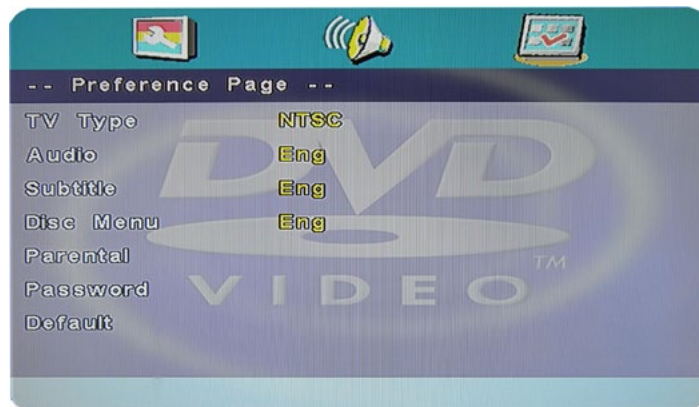 -- Preference Page --
TV Type NTSC
Audio Eng
Subtitle Eng
Disc Menu Eng
Parental
Password
Default
DVD
VIDEO
TM